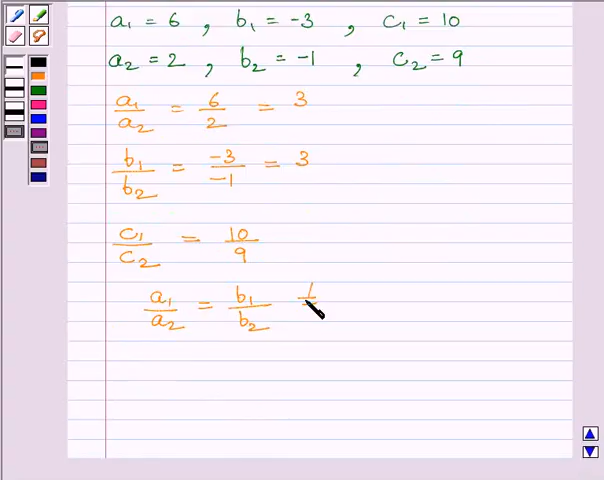 a₁ = 6 , b₁ = -3 , c₁ = 10
a₂ = 2 , b₂ = -1 , c₂ = 9
a₁/a₂ = 6/2 = 3
b₁/b₂ = -3/-1 = 3
c₁/c₂ = 10/9
a₁/a₂ = b₁/b₂